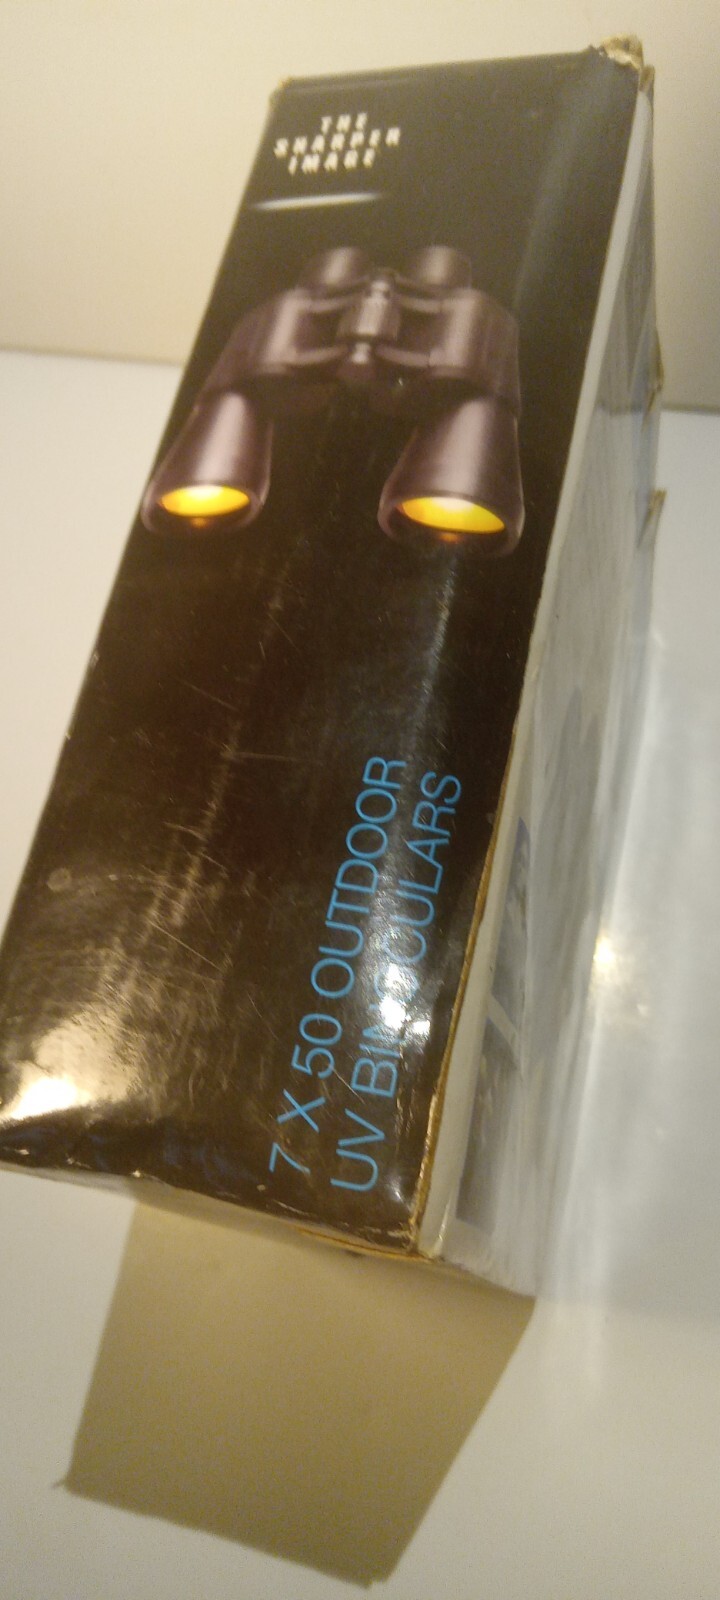 THE
SHARPER
IMAGE
7 X 50 OUTDOOR
UV BINOCULARS